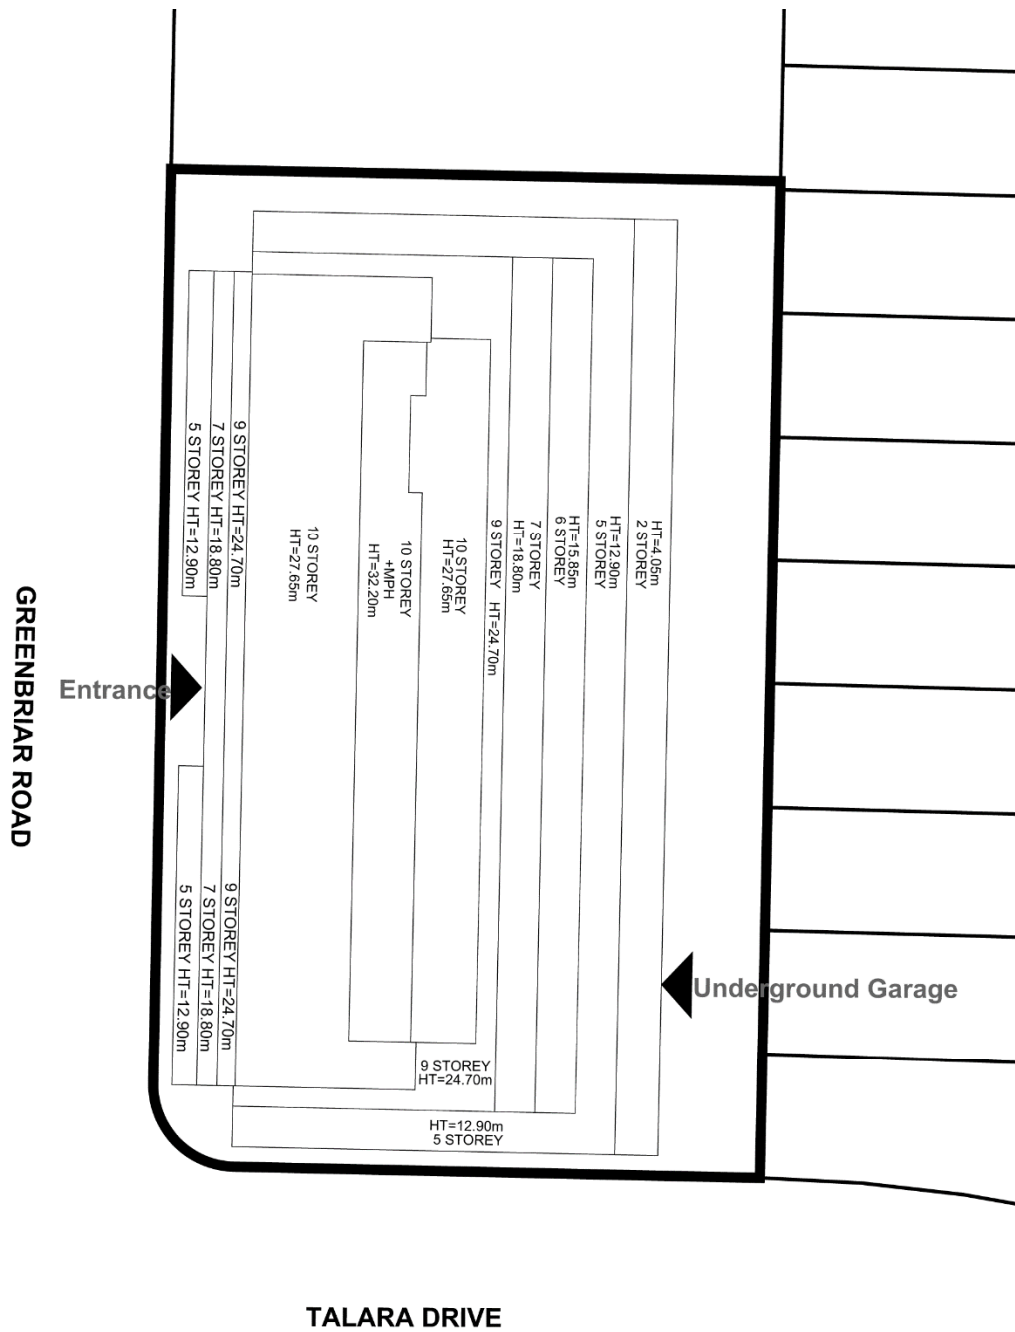 5 STOREY HT=12.90m
7 STOREY HT=18.80m
9 STOREY HT=24.70m
10 STOREY
HT=27.65m
10 STOREY
+MPH
HT=32.20m
10 STOREY
HT=27.65m
9 STOREY HT=24.70m
7 STOREY
HT=18.80m
HT=15.85m
6 STOREY
HT=12.90m
5 STOREY
HT=4.05m
2 STOREY
GREENBRIAR ROAD
Entrance
5 STOREY HT=12.90m
7 STOREY HT=18.80m
9 STOREY HT=24.70m
Underground Garage
9 STOREY
HT=24.70m
HT=12.90m
5 STOREY
TALARA DRIVE